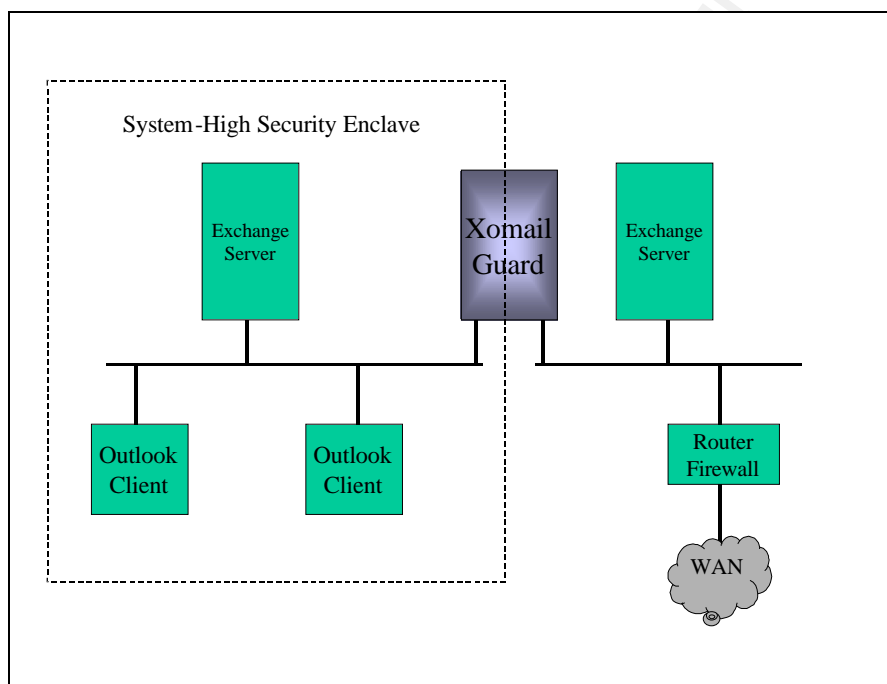 System-High Security Enclave
Exchange
Server
Xomail
Guard
Exchange
Server
Outlook
Client
Outlook
Client
Router
Firewall
WAN